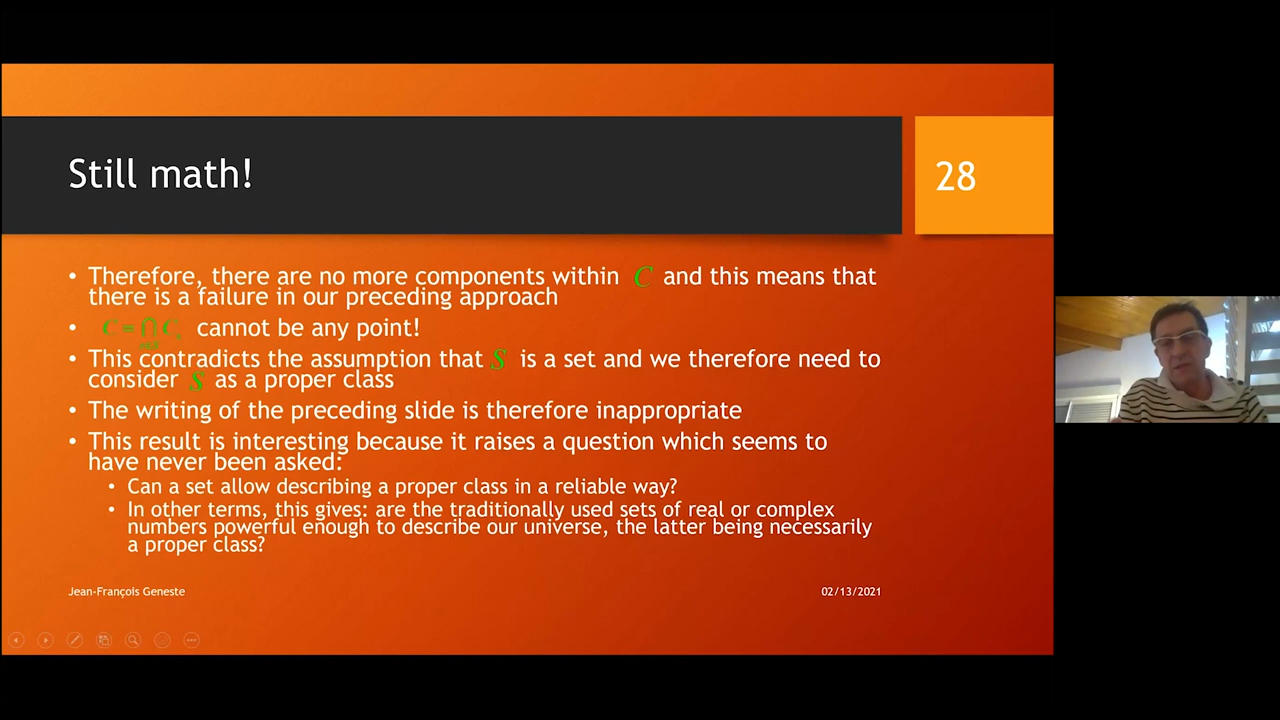 Still math!
28
• Therefore, there are no more components within C and this means that
there is a failure in our preceding approach
• C = ⋂ C cannot be any point!
• This contradicts the assumption that S is a set and we therefore need to
consider S as a proper class
• The writing of the preceding slide is therefore inappropriate
• This result is interesting because it raises a question which seems to
have never been asked:
• Can a set allow describing a proper class in a reliable way?
• In other terms, this gives: are the traditionally used sets of real or complex
numbers powerful enough to describe our universe, the latter being necessarily
a proper class?
Jean-François Geneste
02/13/2021